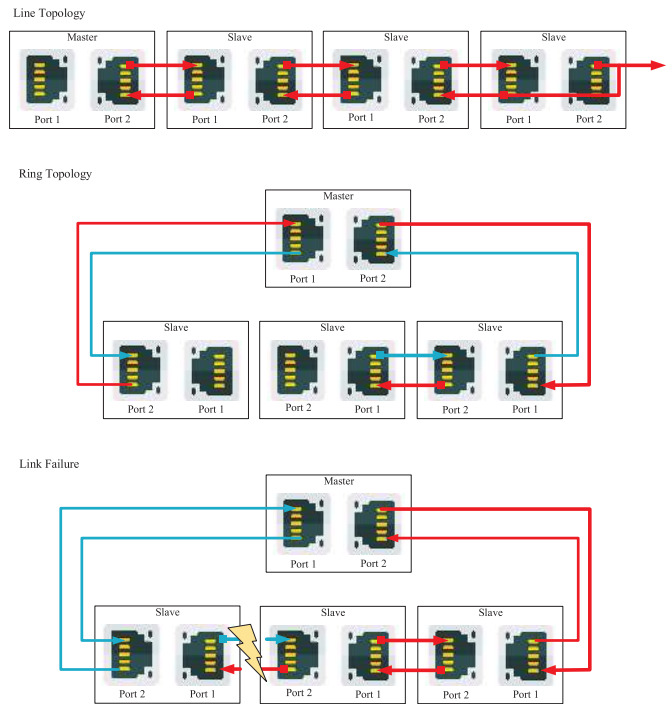 Line Topology
Master Slave Slave Slave
Port 1 Port 2 Port 1 Port 2 Port 1 Port 2 Port 1 Port 2
Ring Topology
Master
Port 1 Port 2
Slave Slave Slave
Port 2 Port 1 Port 2 Port 1 Port 2 Port 1
Link Failure
Master
Port 1 Port 2
Slave Slave Slave
Port 2 Port 1 Port 2 Port 1 Port 2 Port 1